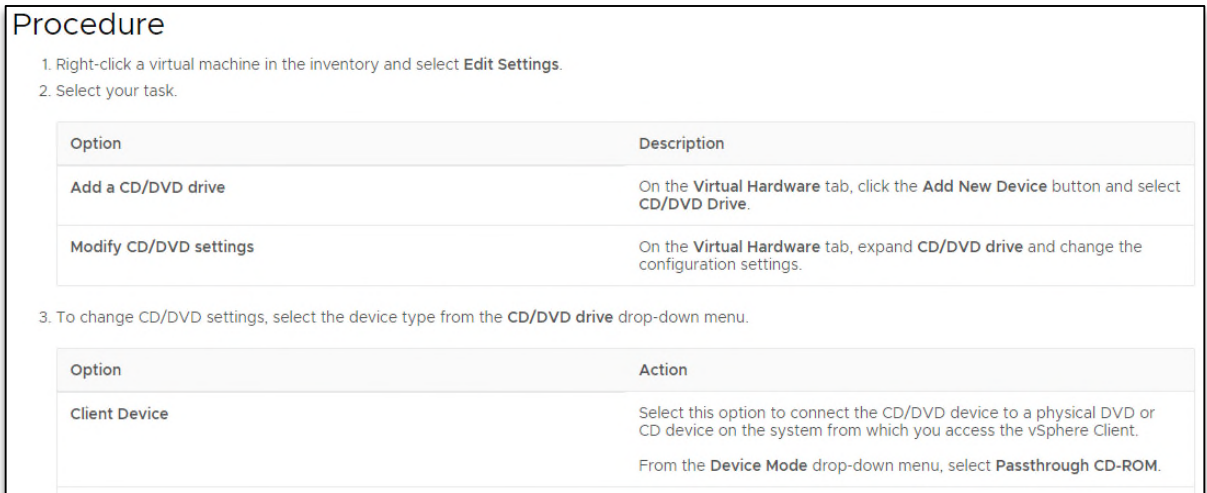 Procedure
1. Right-click a virtual machine in the inventory and select Edit Settings.
2. Select your task.
Option
Description
Add a CD/DVD drive
On the Virtual Hardware tab, click the Add New Device button and select
CD/DVD Drive.
Modify CD/DVD settings
On the Virtual Hardware tab, expand CD/DVD drive and change the
configuration settings.
3. To change CD/DVD settings, select the device type from the CD/DVD drive drop-down menu.
Option
Action
Client Device
Select this option to connect the CD/DVD device to a physical DVD or
CD device on the system from which you access the vSphere Client.
From the Device Mode drop-down menu, select Passthrough CD-ROM.